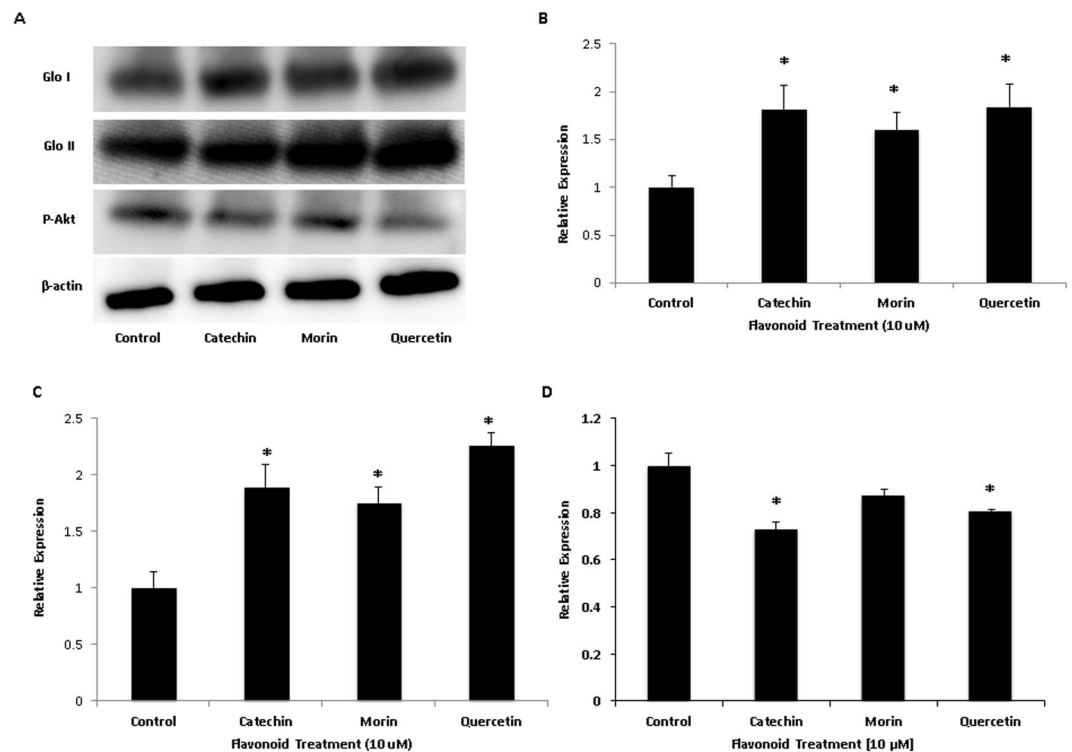 A
Glo I
Glo II
P-Akt
β-actin
Control Catechin Morin Quercetin
B
Relative Expression
2.5
2
1.5
1
0.5
0
*
*
*
Control Catechin Morin Quercetin
Flavonoid Treatment (10 uM)
C
Relative Expression
2.5
2
1.5
1
0.5
0
*
*
*
Control Catechin Morin Quercetin
Flavonoid Treatment (10 uM)
D
Relative Expression
1.2
1
0.8
0.6
0.4
0.2
0
*
*
Control Catechin Morin Quercetin
Flavonoid Treatment [10 µM]